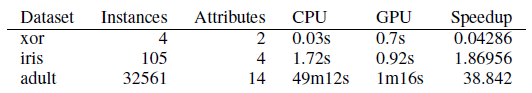 Dataset Instances Attributes CPU GPU Speedup
xor 4 2 0.03s 0.7s 0.04286
iris 105 4 1.72s 0.92s 1.86956
adult 32561 14 49m12s 1m16s 38.842